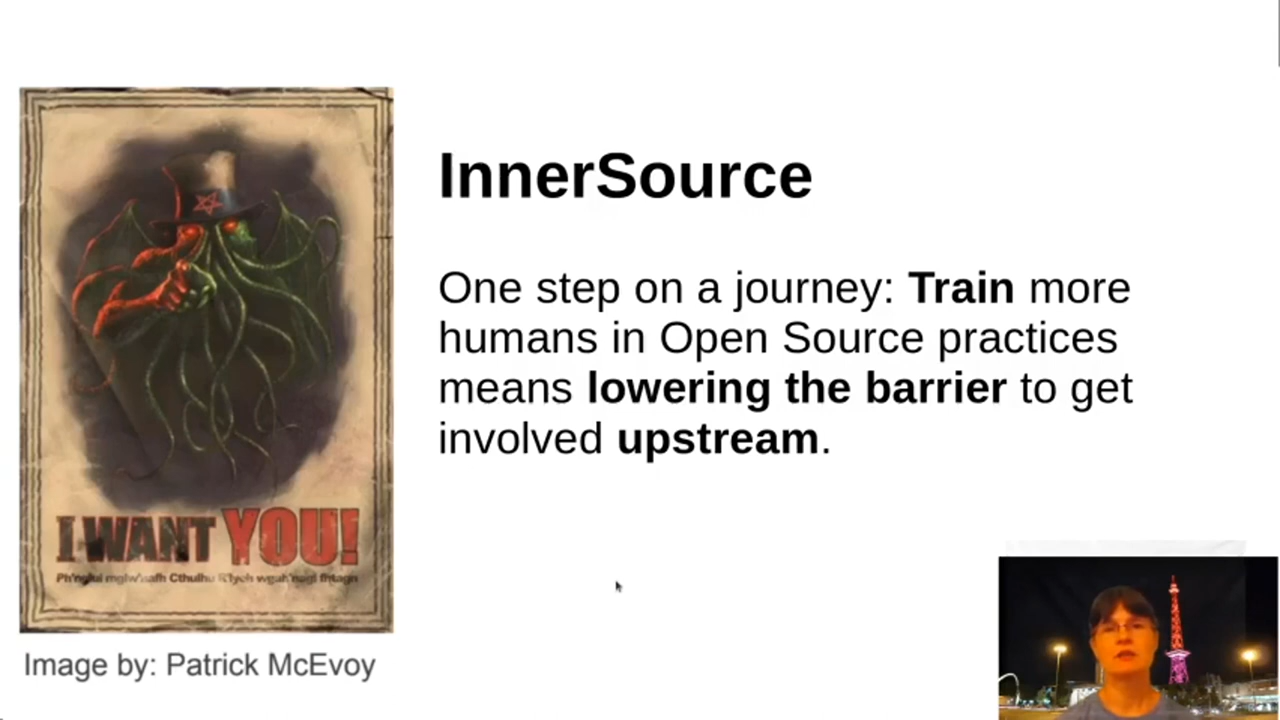 InnerSource
One step on a journey: Train more
humans in Open Source practices
means lowering the barrier to get
involved upstream.
I WANT YOU!
Ph'nglui mglw'nafh Cthulhu R'lyeh wgah'nagl fhtagn
Image by: Patrick McEvoy